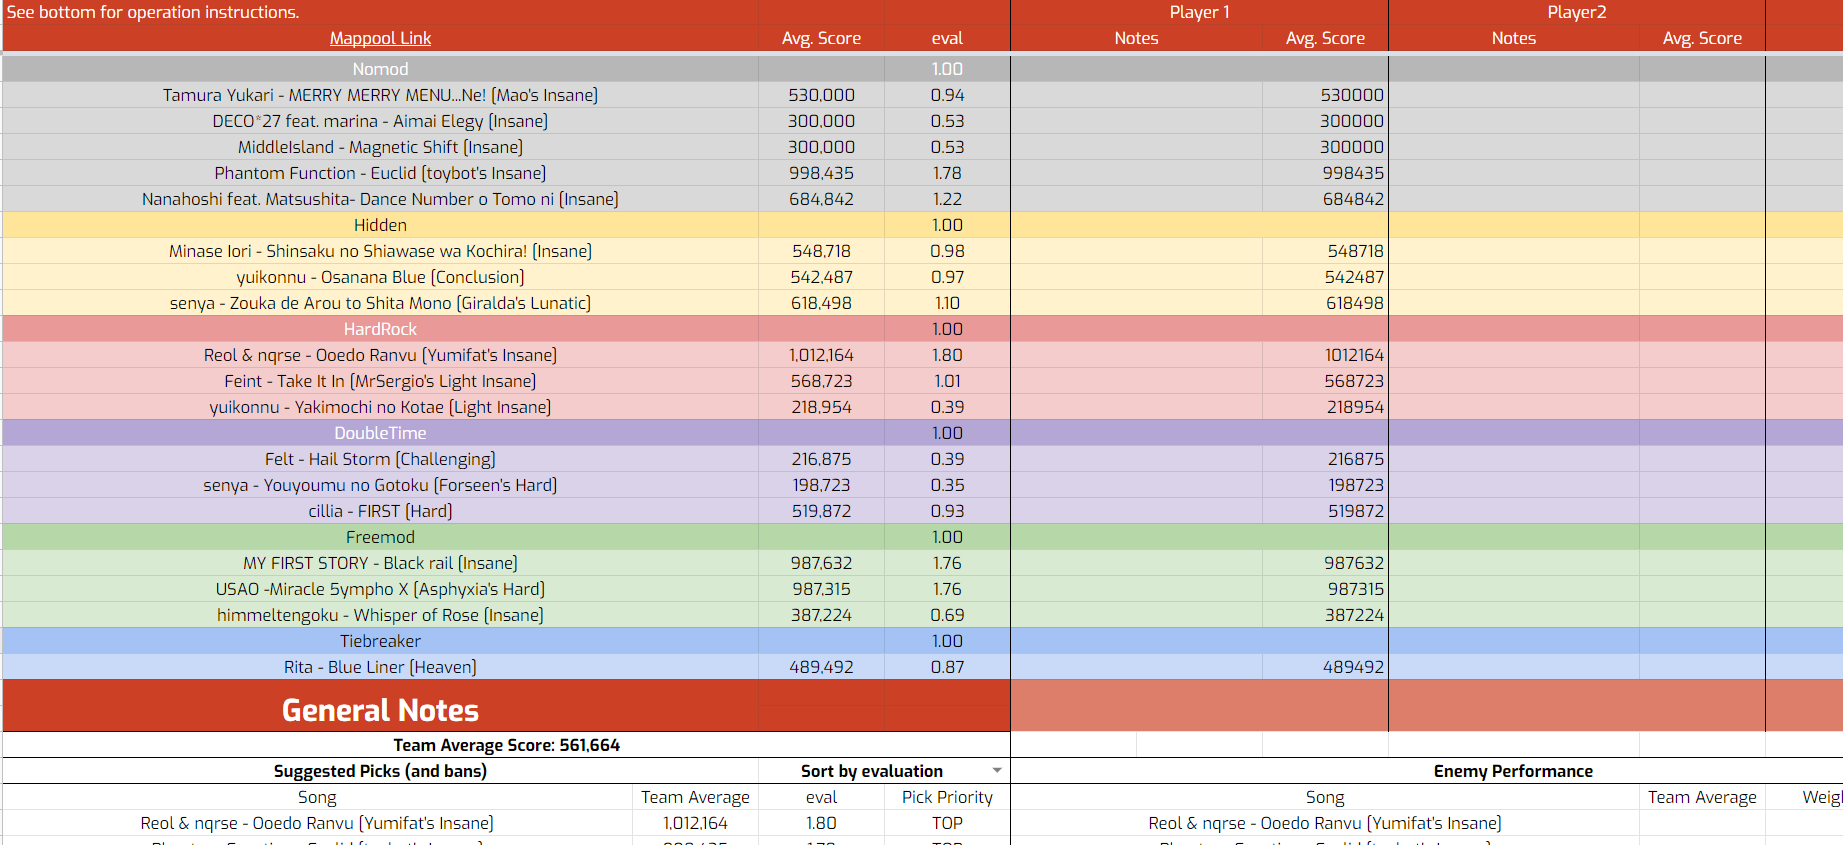 See bottom for operation instructions. Player 1 Player2
Mappool Link Avg. Score eval Notes Avg. Score Notes Avg. Score
Nomod 1.00
Tamura Yukari - MERRY MERRY MENU...Ne! [Mao's Insane] 530,000 0.94 530000
DECO*27 feat. marina - Aimai Elegy [Insane] 300,000 0.53 300000
MiddleIsland - Magnetic Shift [Insane] 300,000 0.53 300000
Phantom Function - Euclid [toybot's Insane] 998,435 1.78 998435
Nanahoshi feat. Matsushita- Dance Number o Tomo ni [Insane] 684,842 1.22 684842
Hidden 1.00
Minase Iori - Shinsaku no Shiawase wa Kochira! [Insane] 548,718 0.98 548718
yuikonnu - Osanana Blue [Conclusion] 542,487 0.97 542487
senya - Zouka de Arou to Shita Mono [Giralda's Lunatic] 618,498 1.10 618498
HardRock 1.00
Reol & nqrse - Ooedo Ranvu [Yumifat's Insane] 1,012,164 1.80 1012164
Feint - Take It In [MrSergio's Light Insane] 568,723 1.01 568723
yuikonnu - Yakimochi no Kotae [Light Insane] 218,954 0.39 218954
DoubleTime 1.00
Felt - Hail Storm [Challenging] 216,875 0.39 216875
senya - Youyoumu no Gotoku [Forseen's Hard] 198,723 0.35 198723
cillia - FIRST [Hard] 519,872 0.93 519872
Freemod 1.00
MY FIRST STORY - Black rail [Insane] 987,632 1.76 987632
USAO -Miracle 5ympho X [Asphyxia's Hard] 987,315 1.76 987315
himmeltengoku - Whisper of Rose [Insane] 387,224 0.69 387224
Tiebreaker 1.00
Rita - Blue Liner [Heaven] 489,492 0.87 489492
General Notes
Team Average Score: 561,664
Suggested Picks (and bans) Sort by evaluation Enemy Performance
Song Team Average eval Pick Priority Song Team Average
Reol & nqrse - Ooedo Ranvu [Yumifat's Insane] 1,012,164 1.80 TOP Reol & nqrse - Ooedo Ranvu [Yumifat's Insane]